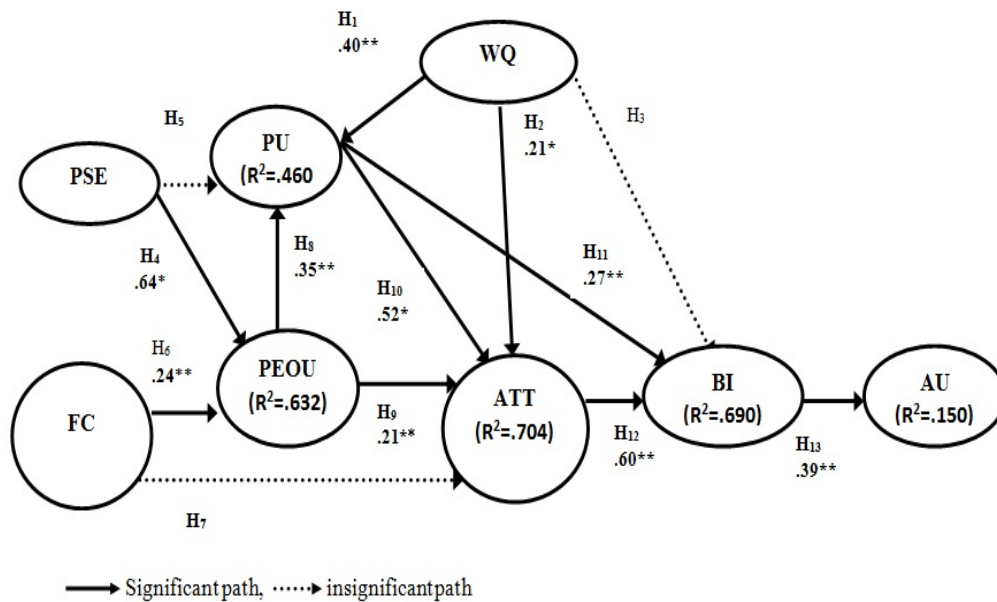 H1
.40**
WQ
H5
PU
(R²=.460
H2
.21*
H3
PSE
H4
.64*
H8
.35**
H10
.52*
H11
.27**
H6
.24**
PEOU
(R²=.632)
FC
H9
.21**
ATT
(R²=.704)
BI
(R²=.690)
AU
(R²=.150)
H12
.60**
H13
.39**
H7
Significant path, insignificant path